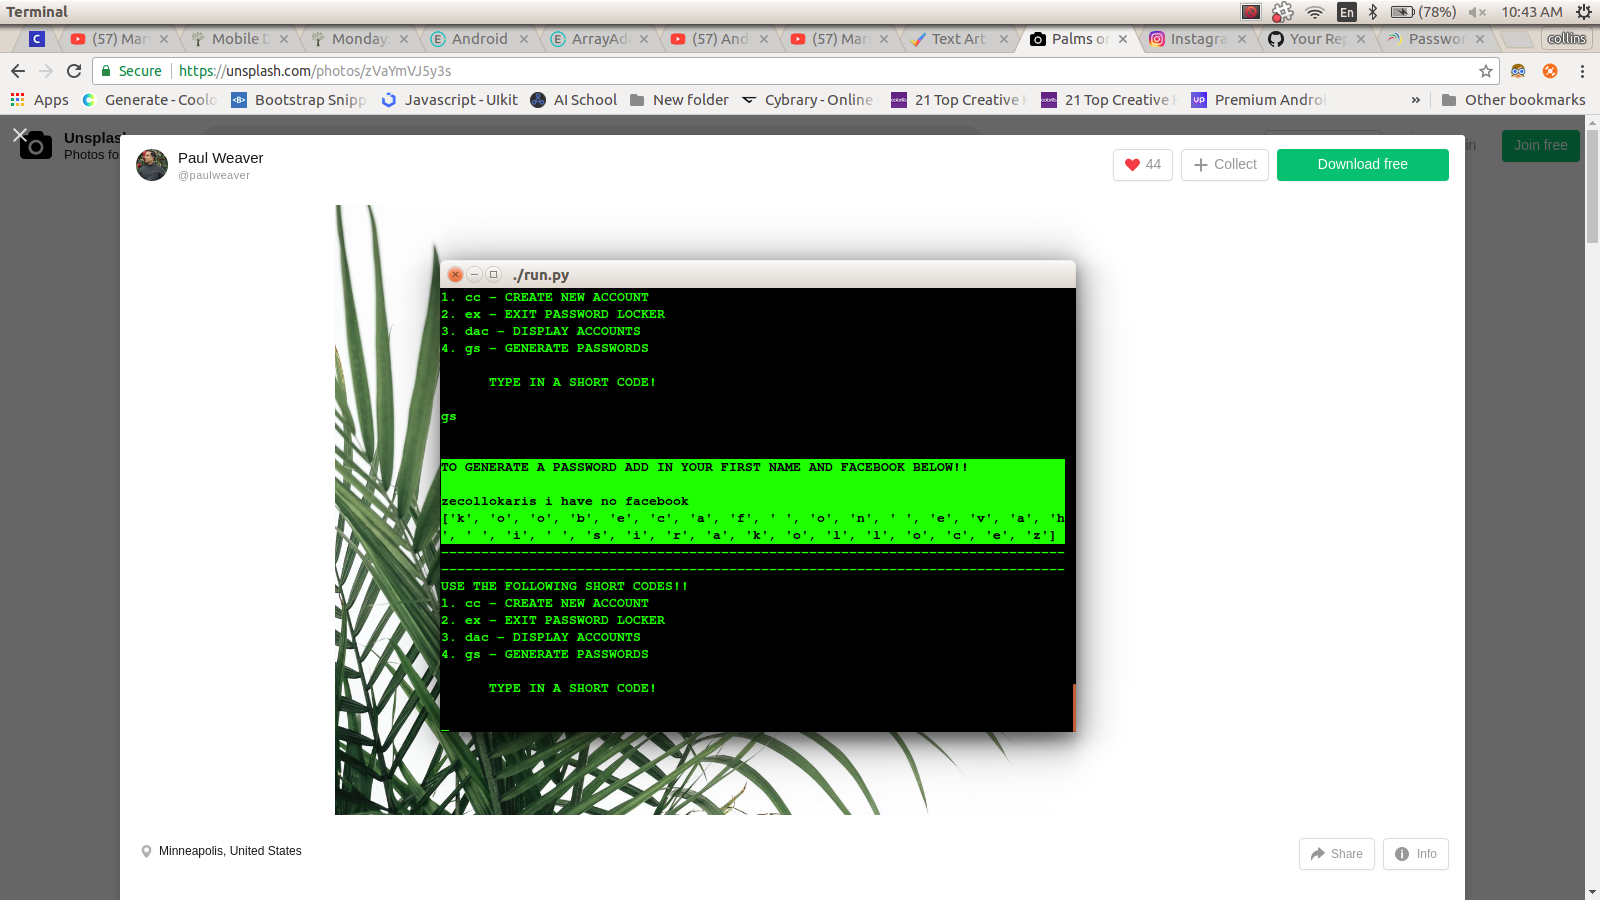 Terminal
En
(78%)
10:43 AM
C
(57) Mar
Mobile D
Monday
Android
ArrayAd
(57) And
(57) Mar
Text Art
Palms or
Instagra
Your Rep
Passwor
collins
Secure
https://unsplash.com/photos/zVaYmVJ5y3s
Apps
Generate - Coolo
Bootstrap Snipp
Javascript - UIkit
AI School
New folder
Cybrary - Online
21 Top Creative H
21 Top Creative H
Premium Androi
»
Other bookmarks
Unsplash
Photos fo
Join free
Paul Weaver
@paulweaver
44
Collect
Download free
./run.py
1. cc - CREATE NEW ACCOUNT
2. ex - EXIT PASSWORD LOCKER
3. dac - DISPLAY ACCOUNTS
4. gs - GENERATE PASSWORDS
TYPE IN A SHORT CODE!
gs
TO GENERATE A PASSWORD ADD IN YOUR FIRST NAME AND FACEBOOK BELOW!!
zecollokaris i have no facebook
['k', 'o', 'o', 'b', 'e', 'c', 'a', 'f', ' ', 'o', 'n', ' ', 'e', 'v', 'a', 'h
', ' ', 'i', ' ', 's', 'i', 'r', 'a', 'k', 'o', 'l', 'l', 'o', 'c', 'e', 'z']
------------------------------------------------------------------------------
------------------------------------------------------------------------------
USE THE FOLLOWING SHORT CODES!!
1. cc - CREATE NEW ACCOUNT
2. ex - EXIT PASSWORD LOCKER
3. dac - DISPLAY ACCOUNTS
4. gs - GENERATE PASSWORDS
TYPE IN A SHORT CODE!
Minneapolis, United States
Share
Info